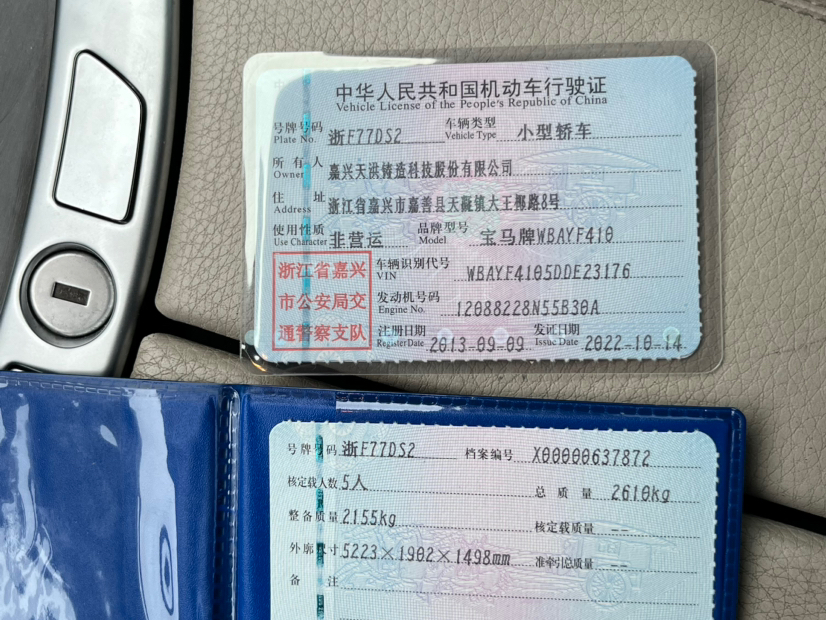 中华人民共和国机动车行驶证
Vehicle License of the People's Republic of China
号牌号码 浙F77DS2 车辆类型 小型轿车
Plate No. Vehicle Type
所有人 嘉兴天洪铸造科技股份有限公司
Owner
住址 浙江省嘉兴市嘉善县天凝镇大王椰路8号
Address
使用性质 非营运 品牌型号 宝马牌WBAYF410
Use Character Model
浙江省嘉兴
市公安局交
通警察支队
车辆识别代号 WBAYF4105DDE23176
VIN
发动机号码 12088228N55B30A
Engine No.
注册日期 2013-09-09 发证日期 2022-10-14
Register Date Issue Date
号牌号码 浙F77DS2 档案编号 X00000637872
核定载人数 5人 总质量 2610kg
整备质量 2155kg 核定载质量 --
外廓尺寸 5223×1902×1498mm 准牵引总质量 --
备注